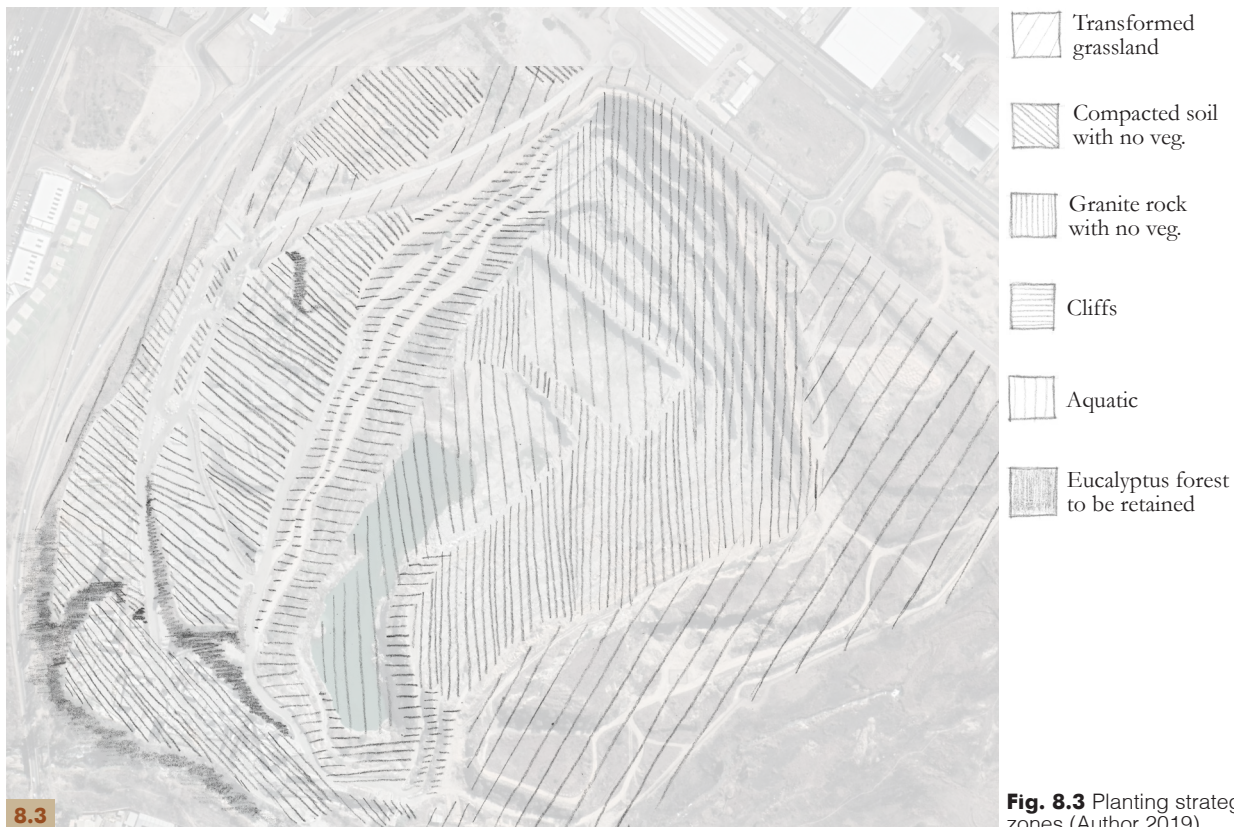 Transformed
grassland
Compacted soil
with no veg.
Granite rock
with no veg.
Cliffs
Aquatic
Eucalyptus forest
to be retained
8.3
Fig. 8.3 Planting strateg
zones (Author 2019)